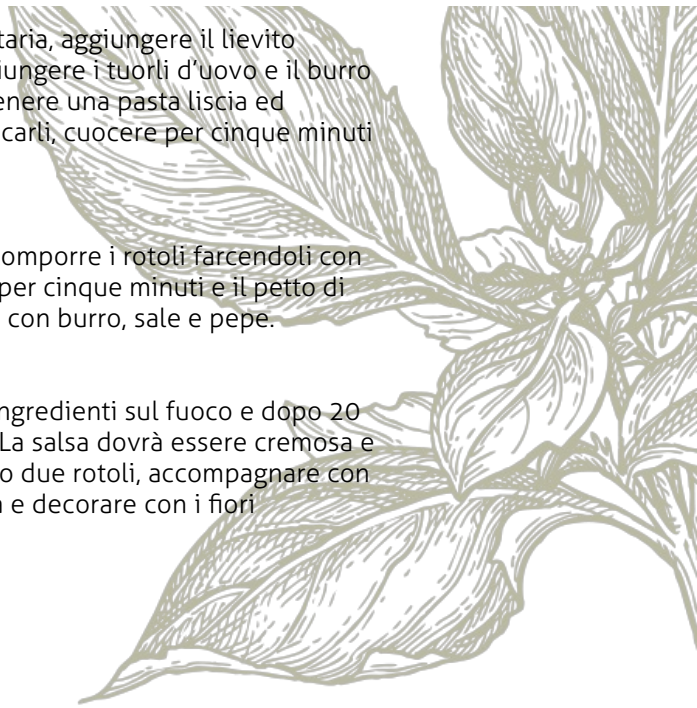 taria, aggiungere il lievito
iungere i tuorli d’uovo e il burro
enere una pasta liscia ed
carli, cuocere per cinque minuti
omporre i rotoli farcendoli con
per cinque minuti e il petto di
con burro, sale e pepe.
ngredienti sul fuoco e dopo 20
La salsa dovrà essere cremosa e
o due rotoli, accompagnare con
a e decorare con i fiori